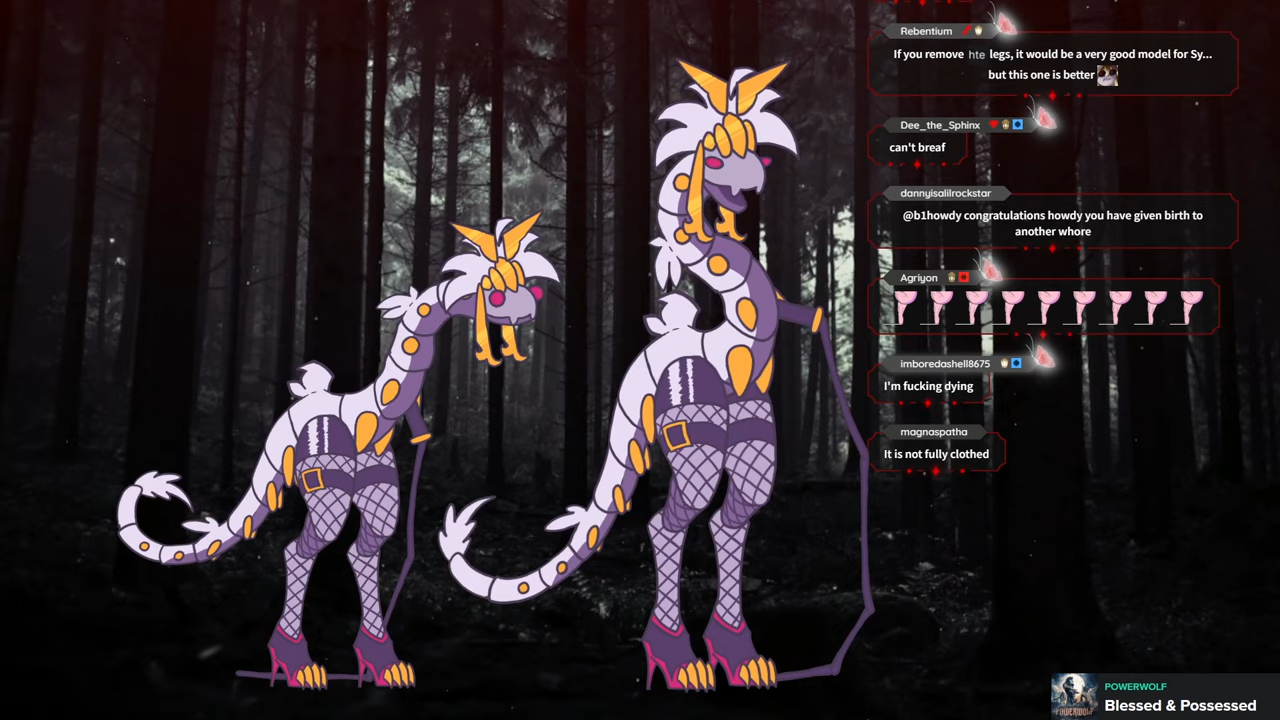 Rebentium
If you remove hte legs, it would be a very good model for Sy...
but this one is better
Dee_the_Sphinx
can't breaf
dannyisalilrockstar
@b1howdy congratulations howdy you have given birth to
another whore
Agriyon
imboredashell8675
I'm fucking dying
magnaspatha
It is not fully clothed
POWERWOLF
POWERWOLF
Blessed & Possessed